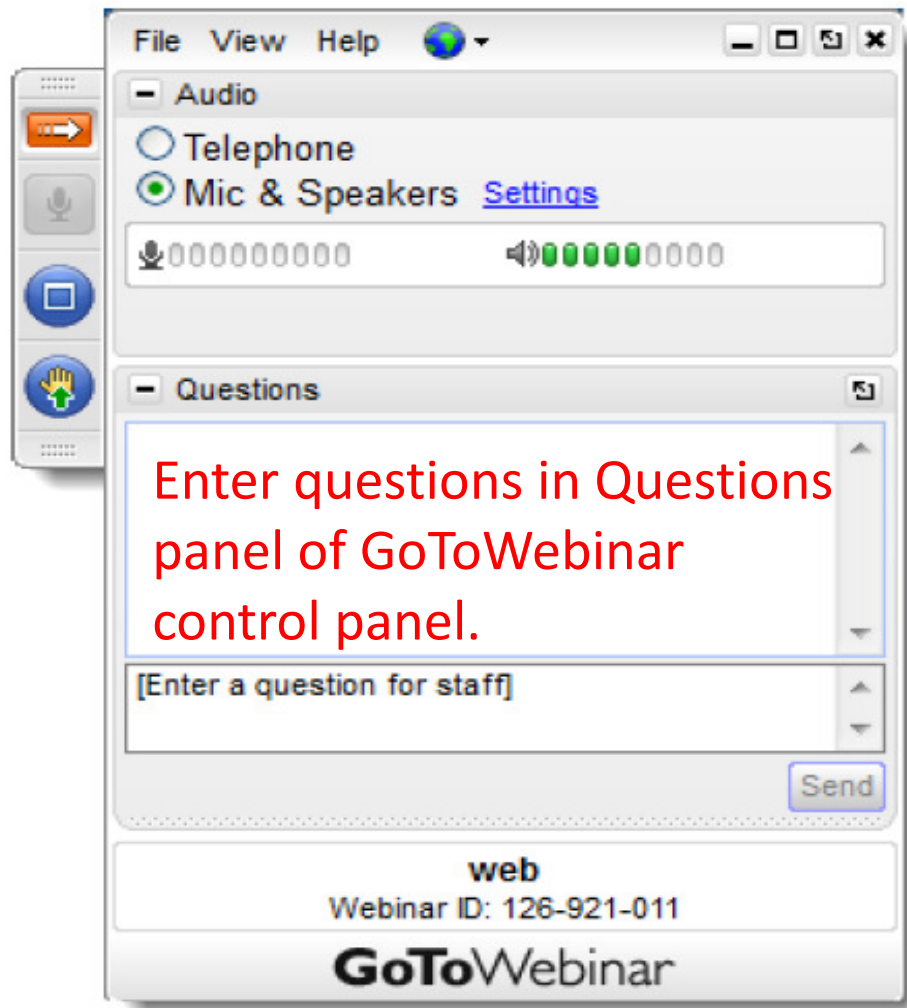 File View Help
Audio
Telephone
Mic & Speakers Settings
Questions
Enter questions in Questions
panel of GoToWebinar
control panel.
[Enter a question for staff]
Send
web
Webinar ID: 126-921-011
GoToWebinar